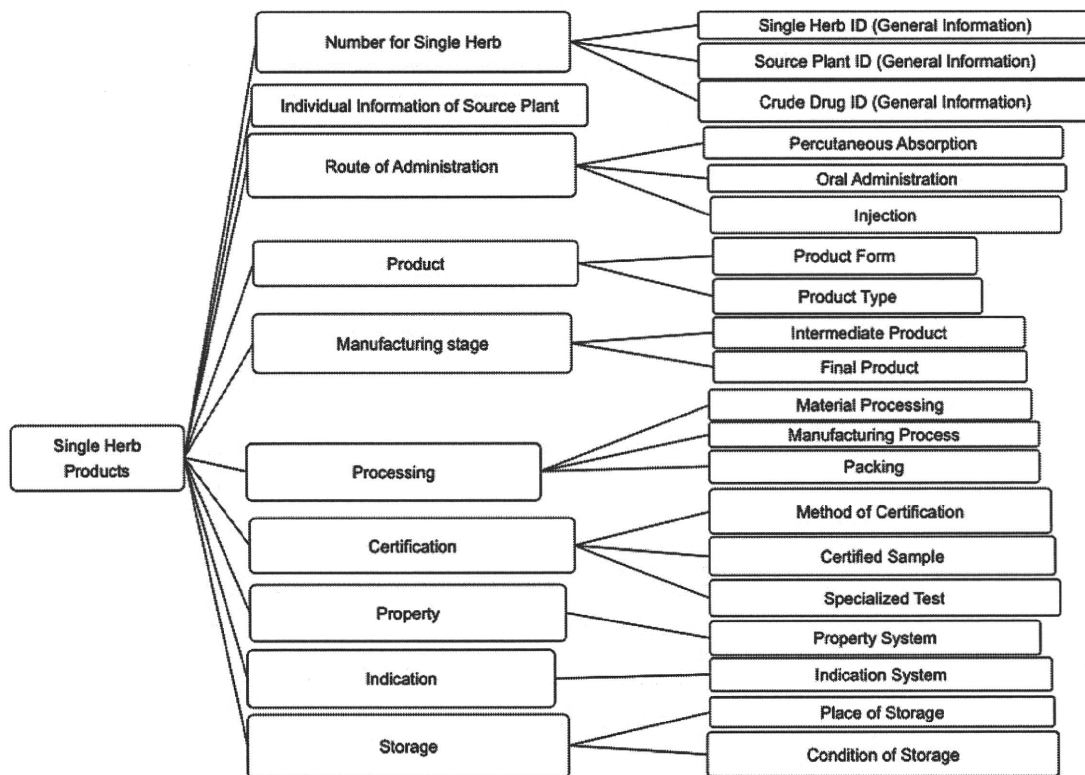 Single Herb
Products
Number for Single Herb
Individual Information of Source Plant
Route of Administration
Product
Manufacturing stage
Processing
Certification
Property
Indication
Storage
Single Herb ID (General Information)
Source Plant ID (General Information)
Crude Drug ID (General Information)
Percutaneous Absorption
Oral Administration
Injection
Product Form
Product Type
Intermediate Product
Final Product
Material Processing
Manufacturing Process
Packing
Method of Certification
Certified Sample
Specialized Test
Property System
Indication System
Place of Storage
Condition of Storage